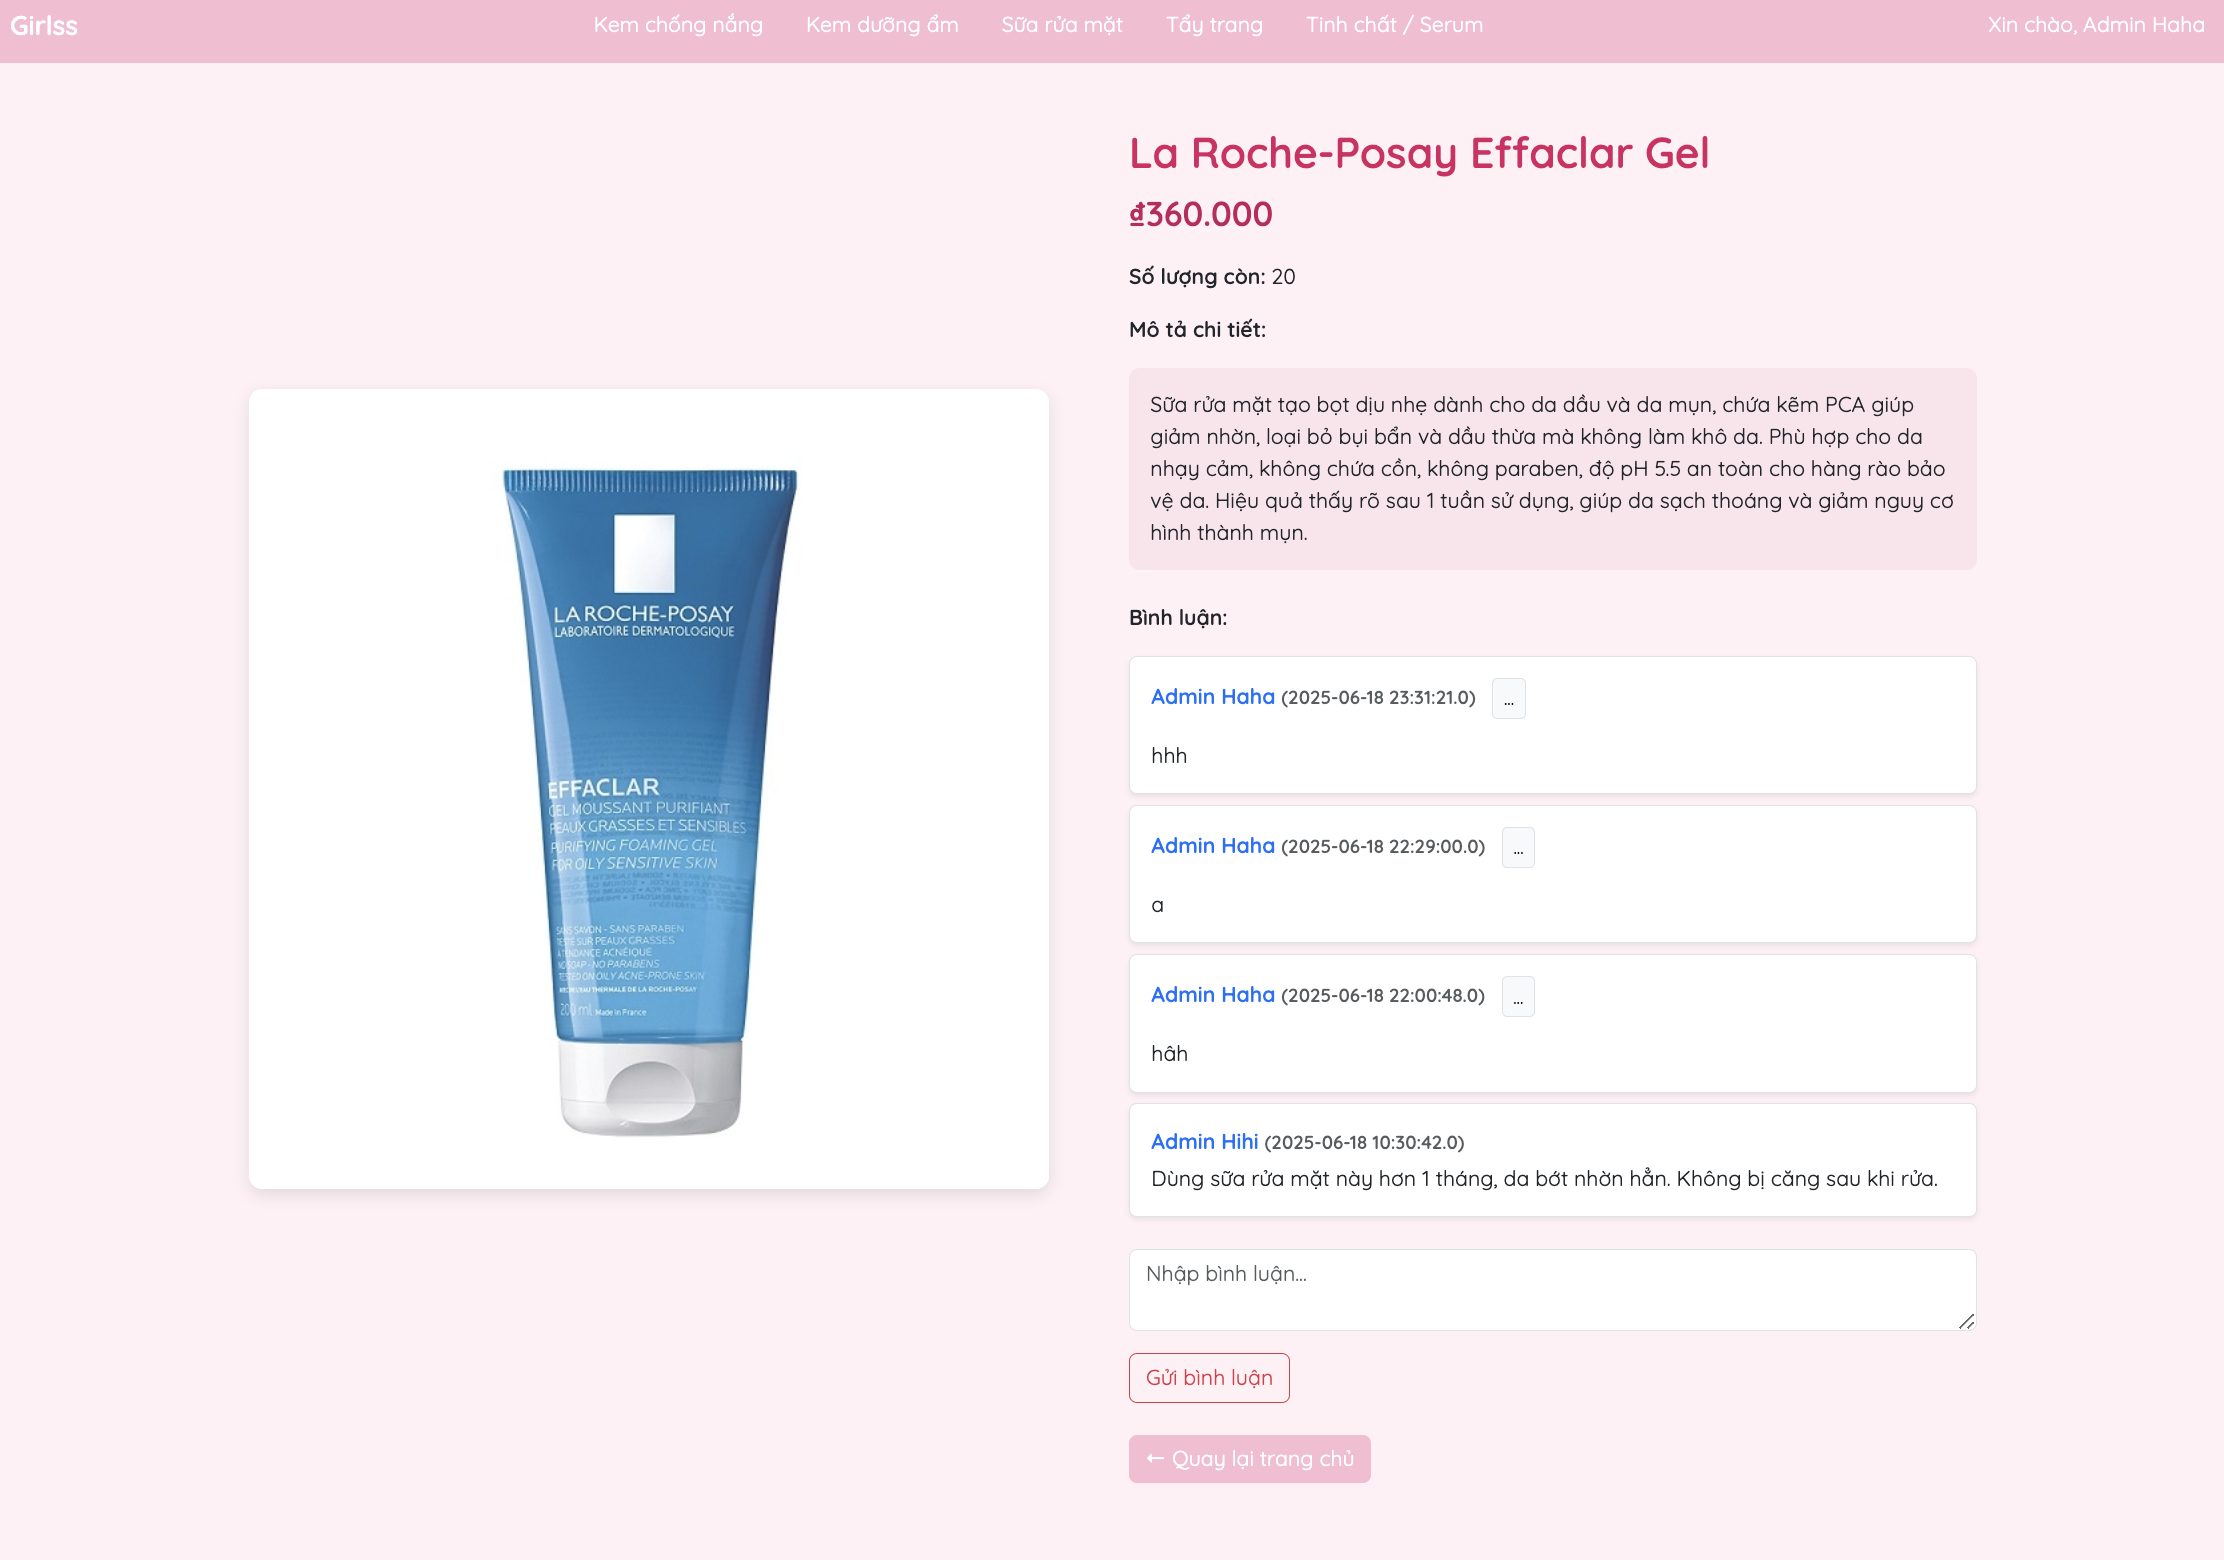 Girlss
Kem chống nắng
Kem dưỡng ẩm
Sữa rửa mặt
Tẩy trang
Tinh chất / Serum
Xin chào, Admin Haha
La Roche-Posay Effaclar Gel
₫360.000
Số lượng còn: 20
Mô tả chi tiết:
Sữa rửa mặt tạo bọt dịu nhẹ dành cho da dầu và da mụn, chứa kẽm PCA giúp
giảm nhờn, loại bỏ bụi bẩn và dầu thừa mà không làm khô da. Phù hợp cho da
nhạy cảm, không chứa cồn, không paraben, độ pH 5.5 an toàn cho hàng rào bảo
vệ da. Hiệu quả thấy rõ sau 1 tuần sử dụng, giúp da sạch thoáng và giảm nguy cơ
hình thành mụn.
LA ROCHE-POSAY
LABORATOIRE DERMATOLOGIQUE
EFFACLAR
GEL MOUSSANT PURIFIANT
PEAUX GRASSES ET SENSIBLES
PURIFYING FOAMING GEL
FOR OILY SENSITIVE SKIN
SANS SAVON - SANS PARABEN
TESTÉ SUR PEAUX GRASSES
À TENDANCE ACNÉIQUE
NO SOAP - NO PARABENS
TESTED ON OILY ACNE-PRONE SKIN
AVEC DE L'EAU THERMALE DE LA ROCHE-POSAY
200 ml Made in France
Bình luận:
Admin Haha (2025-06-18 23:31:21.0) ...
hhh
Admin Haha (2025-06-18 22:29:00.0) ...
a
Admin Haha (2025-06-18 22:00:48.0) ...
hâh
Admin Hihi (2025-06-18 10:30:42.0)
Dùng sữa rửa mặt này hơn 1 tháng, da bớt nhờn hẳn. Không bị căng sau khi rửa.
Nhập bình luận...
Gửi bình luận
← Quay lại trang chủ